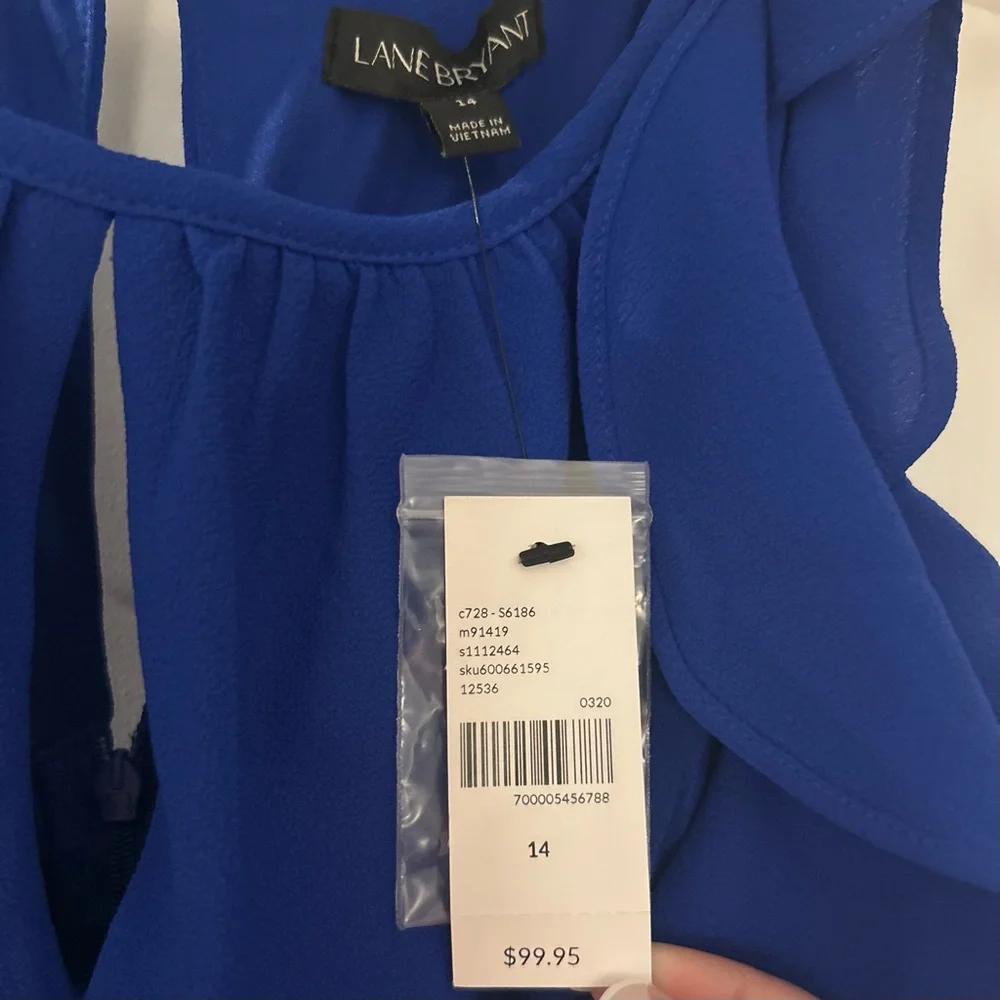 LANE BRYANT
14
MADE IN
VIETNAM
c728 - S6186
m91419
s1112464
sku600661595
12536
0320
700005456788
14
$99.95